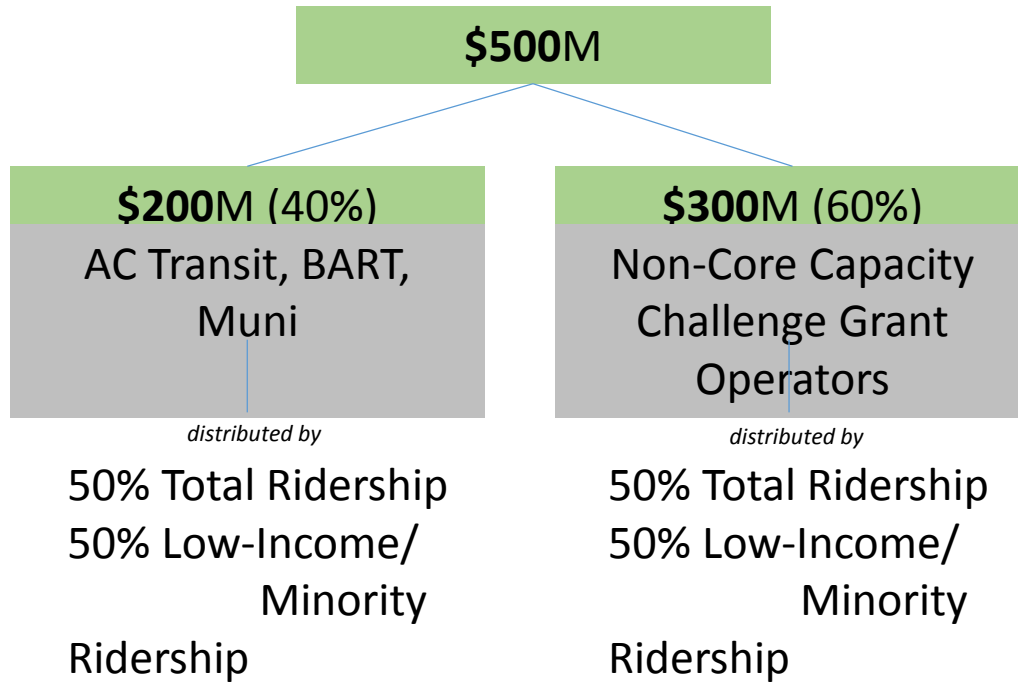 $500M
$200M (40%)
AC Transit, BART,
Muni
distributed by
50% Total Ridership
50% Low-Income/
Minority
Ridership
$300M (60%)
Non-Core Capacity
Challenge Grant
Operators
distributed by
50% Total Ridership
50% Low-Income/
Minority
Ridership